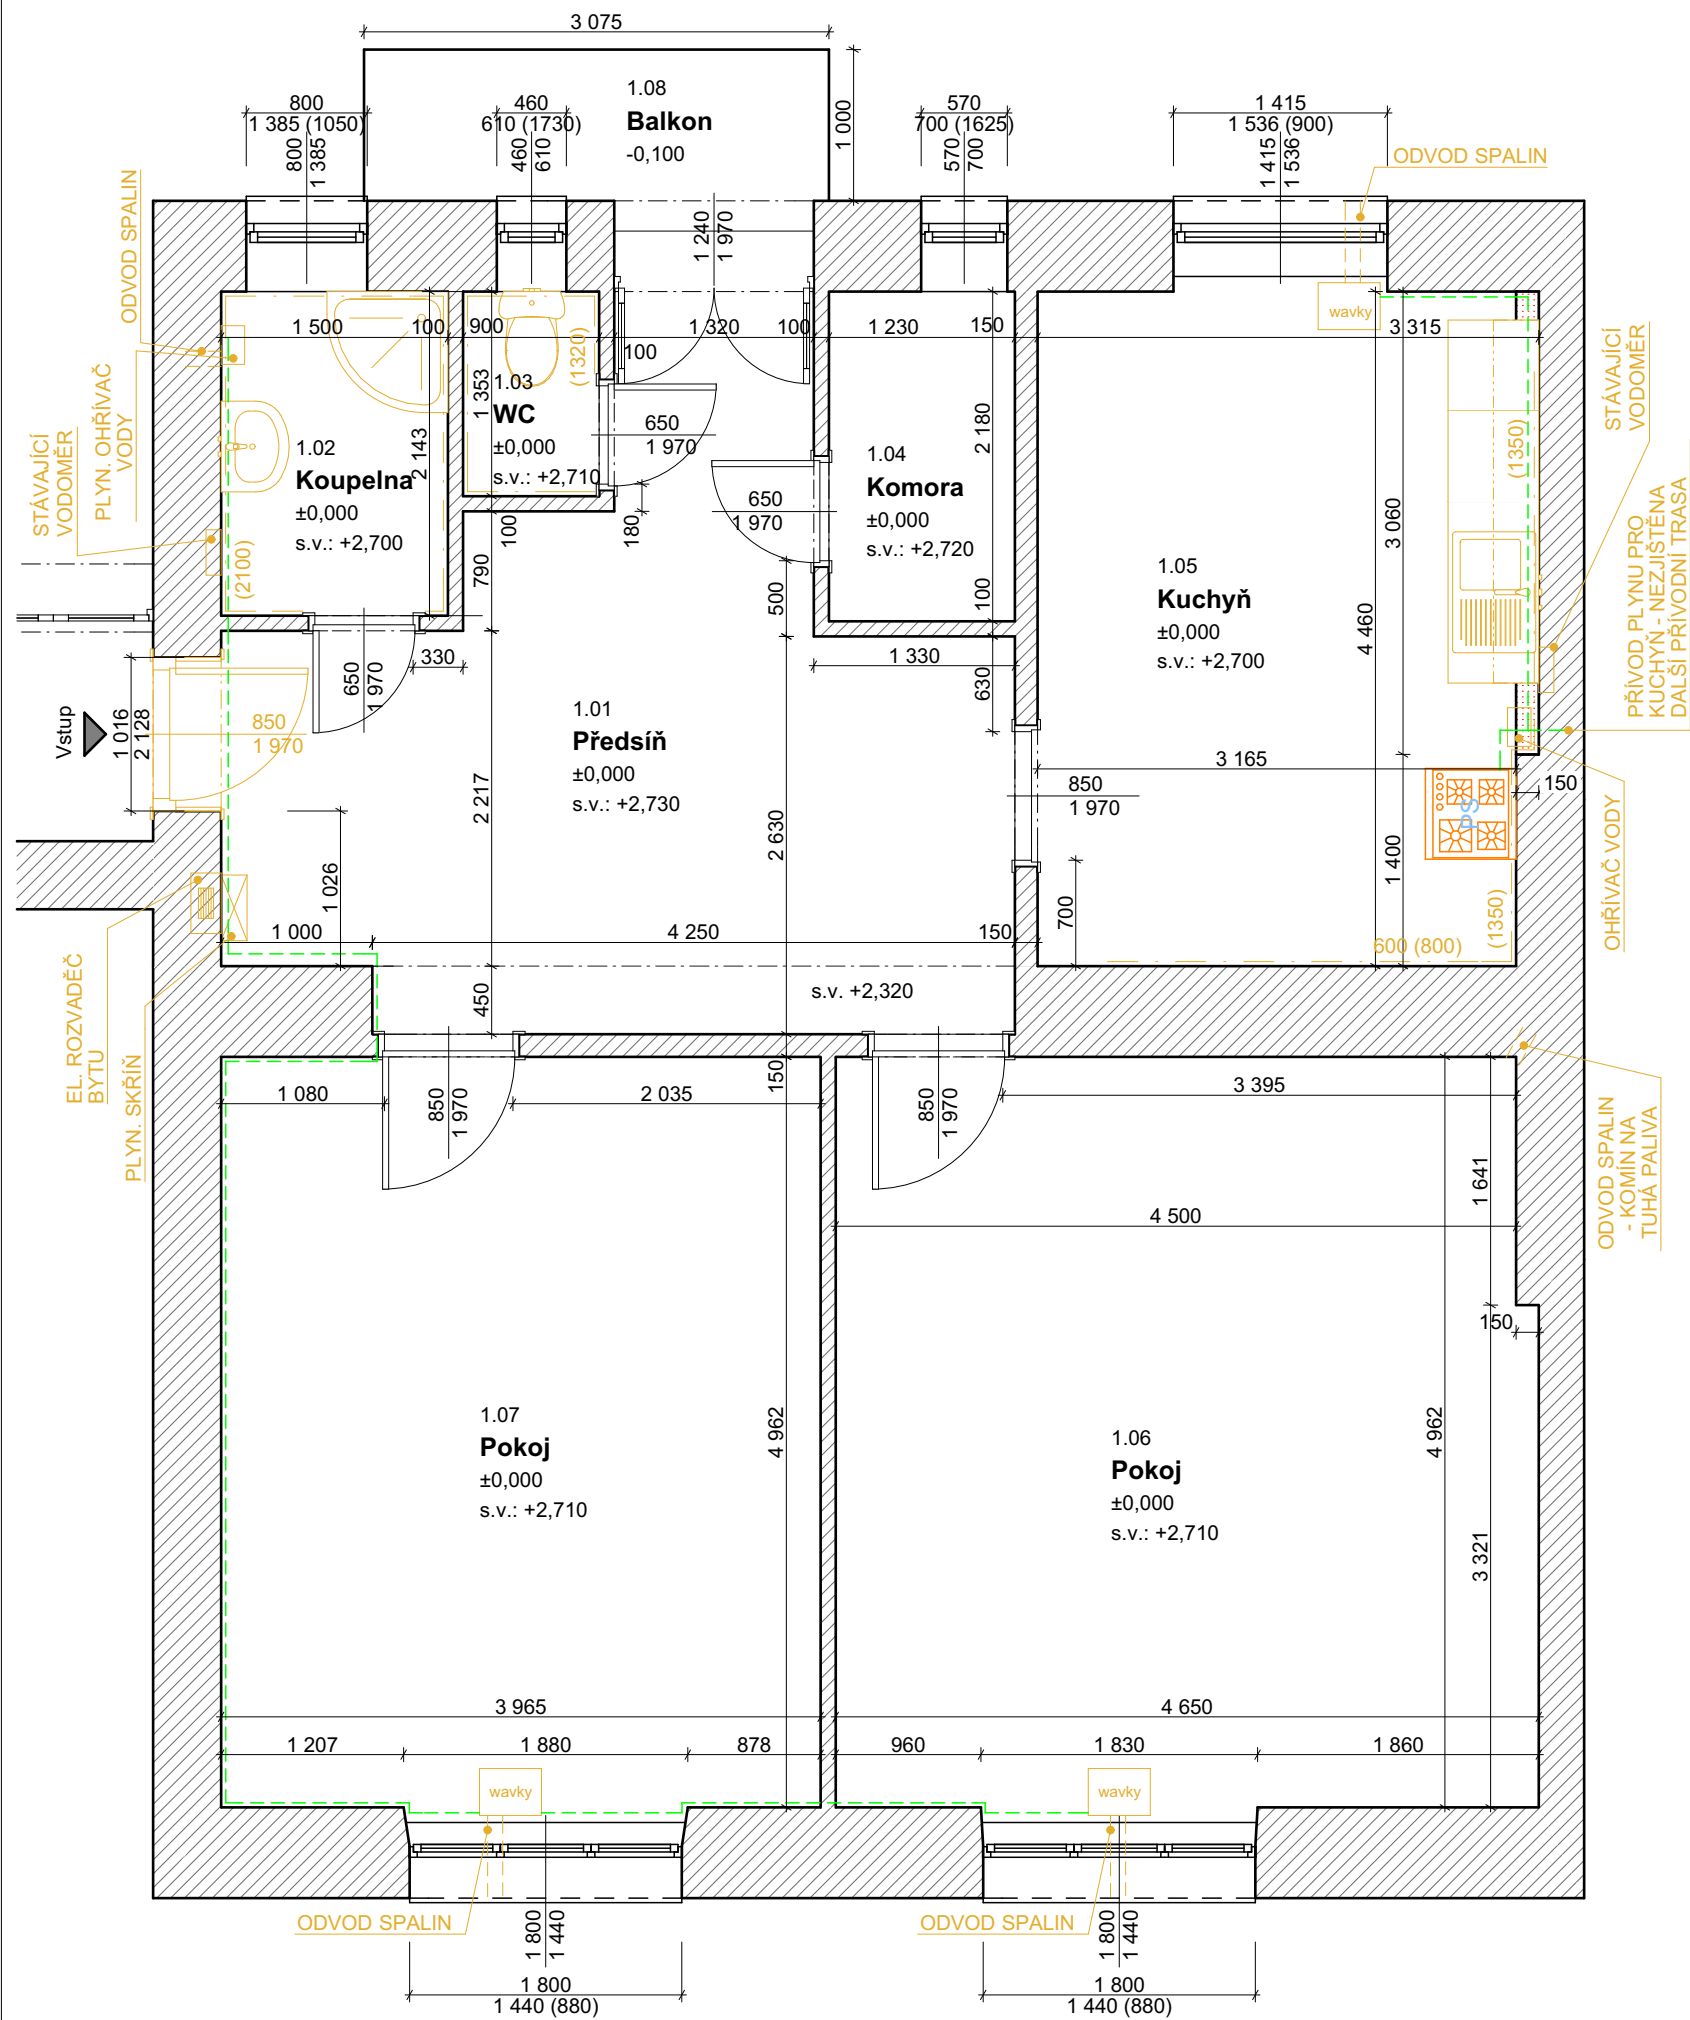 3 075
1.08
Balkon
-0,100
1 000
800
1 385 (1050)
800
1 385
460
610 (1730)
460
610
570
700 (1625)
570
700
1 415
1 536 (900)
1 415
1 536
ODVOD SPALIN
1 240
1 970
ODVOD SPALIN
PLYN. OHŘÍVAČ
VODY
STÁVAJÍCÍ
VODOMĚR
1 500
100
900
1 320
100
1 230
150
3 315
100
wavky
(1320)
1 353
1.03
WC
±0,000
s.v.: +2,710
650
1 970
2 143
1.02
Koupelna
±0,000
s.v.: +2,700
(2100)
2 180
1.04
Komora
±0,000
s.v.: +2,720
650
1 970
180
100
790
500
100
STÁVAJÍCÍ
VODOMĚR
(1350)
3 060
4 460
1.05
Kuchyň
±0,000
s.v.: +2,700
PŘÍVOD PLYNU PRO
KUCHYŇ - NEZJIŠTĚNA
DALŠÍ PŘÍVODNÍ TRASA
330
650
1 970
1 330
630
Vstup
1 016
2 128
850
1 970
1.01
Předsíň
±0,000
s.v.: +2,730
2 217
2 630
3 165
850
1 970
150
PS
1 400
OHŘÍVAČ VODY
1 026
700
(1350)
600 (800)
1 000
4 250
150
450
s.v. +2,320
EL. ROZVADĚČ
BYTU
PLYN. SKŘÍŇ
1 080
850
1 970
2 035
150
850
1 970
3 395
ODVOD SPALIN
- KOMÍN NA
TUHÁ PALIVA
1 641
4 500
150
1.07
Pokoj
±0,000
s.v.: +2,710
4 962
1.06
Pokoj
±0,000
s.v.: +2,710
4 962
3 321
3 965
4 650
1 207
1 880
878
960
1 830
1 860
wavky
wavky
ODVOD SPALIN
ODVOD SPALIN
1 800
1 440
1 800
1 440
1 800
1 440 (880)
1 800
1 440 (880)